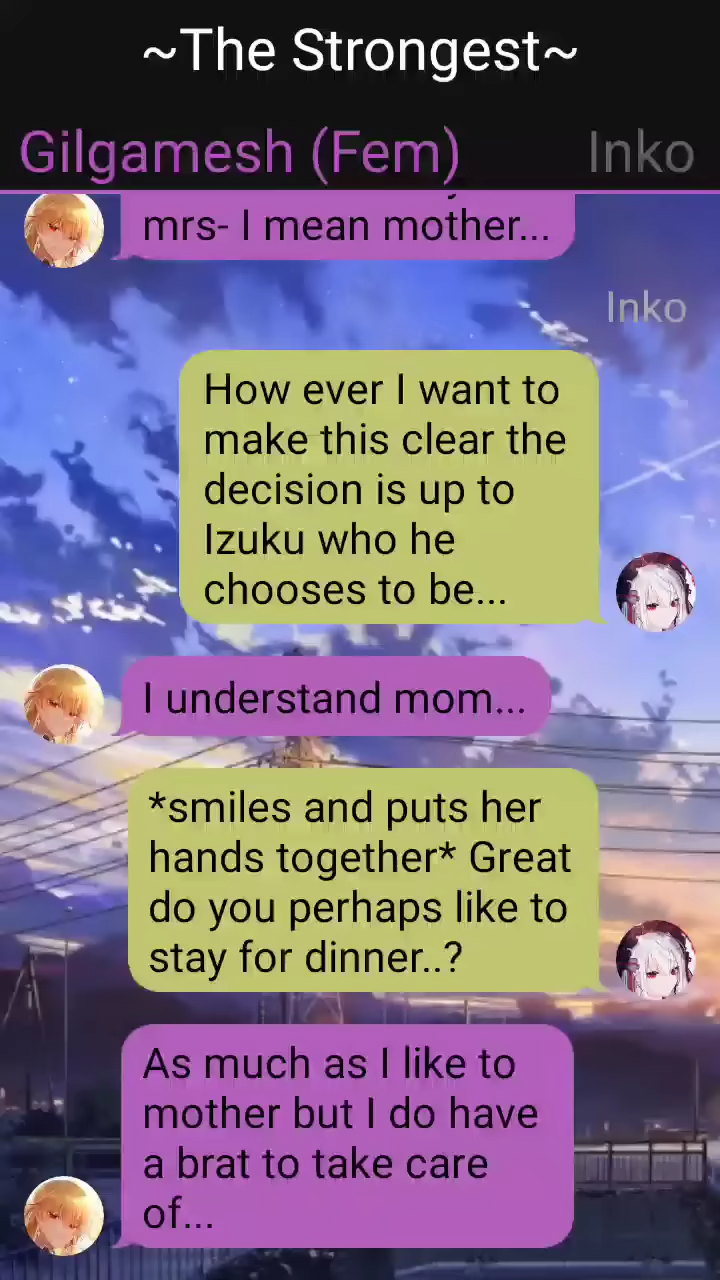 ~The Strongest~
Gilgamesh (Fem) Inko
mrs- I mean mother...
Inko
How ever I want to
make this clear the
decision is up to
Izuku who he
chooses to be...
I understand mom...
*smiles and puts her
hands together* Great
do you perhaps like to
stay for dinner..?
As much as I like to
mother but I do have
a brat to take care
of...